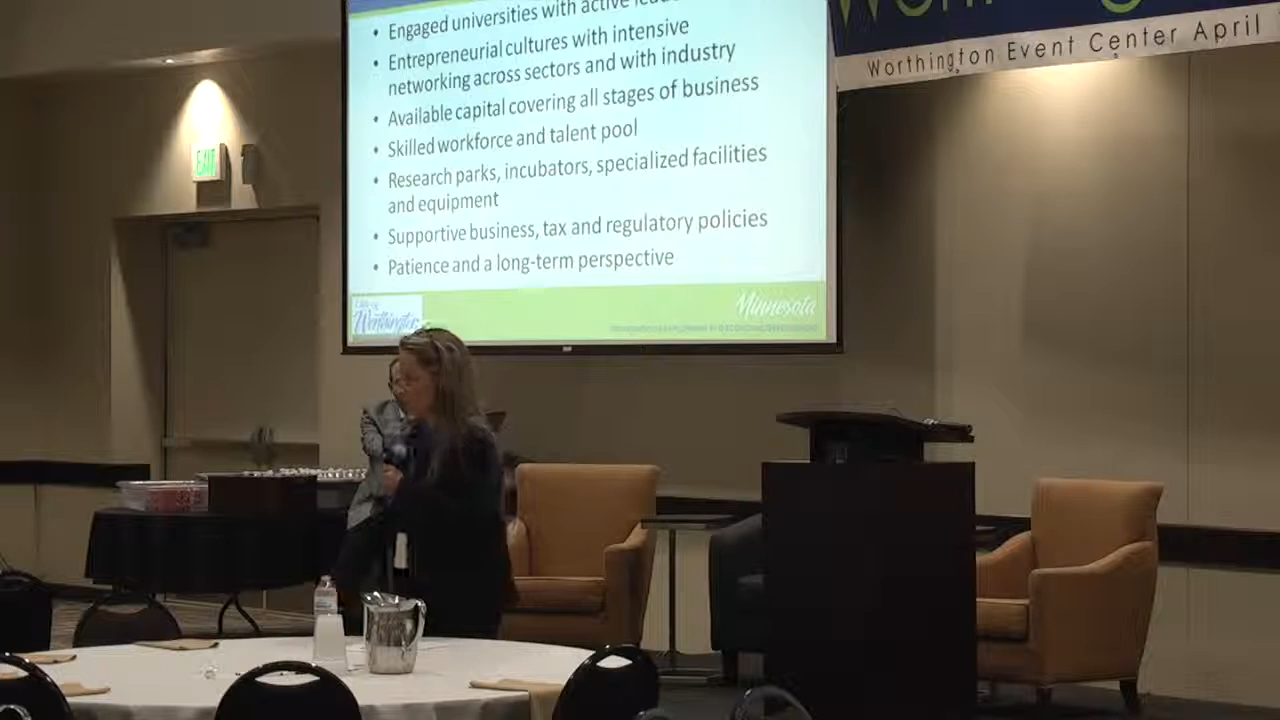 • Engaged universities with active
Worthington Event Center April
• Entrepreneurial cultures with intensive
networking across sectors and with industry
• Available capital covering all stages of business
• Skilled workforce and talent pool
• Research parks, incubators, specialized facilities
and equipment
• Supportive business, tax and regulatory policies
• Patience and a long-term perspective
EXIT
Worthington
Minnesota